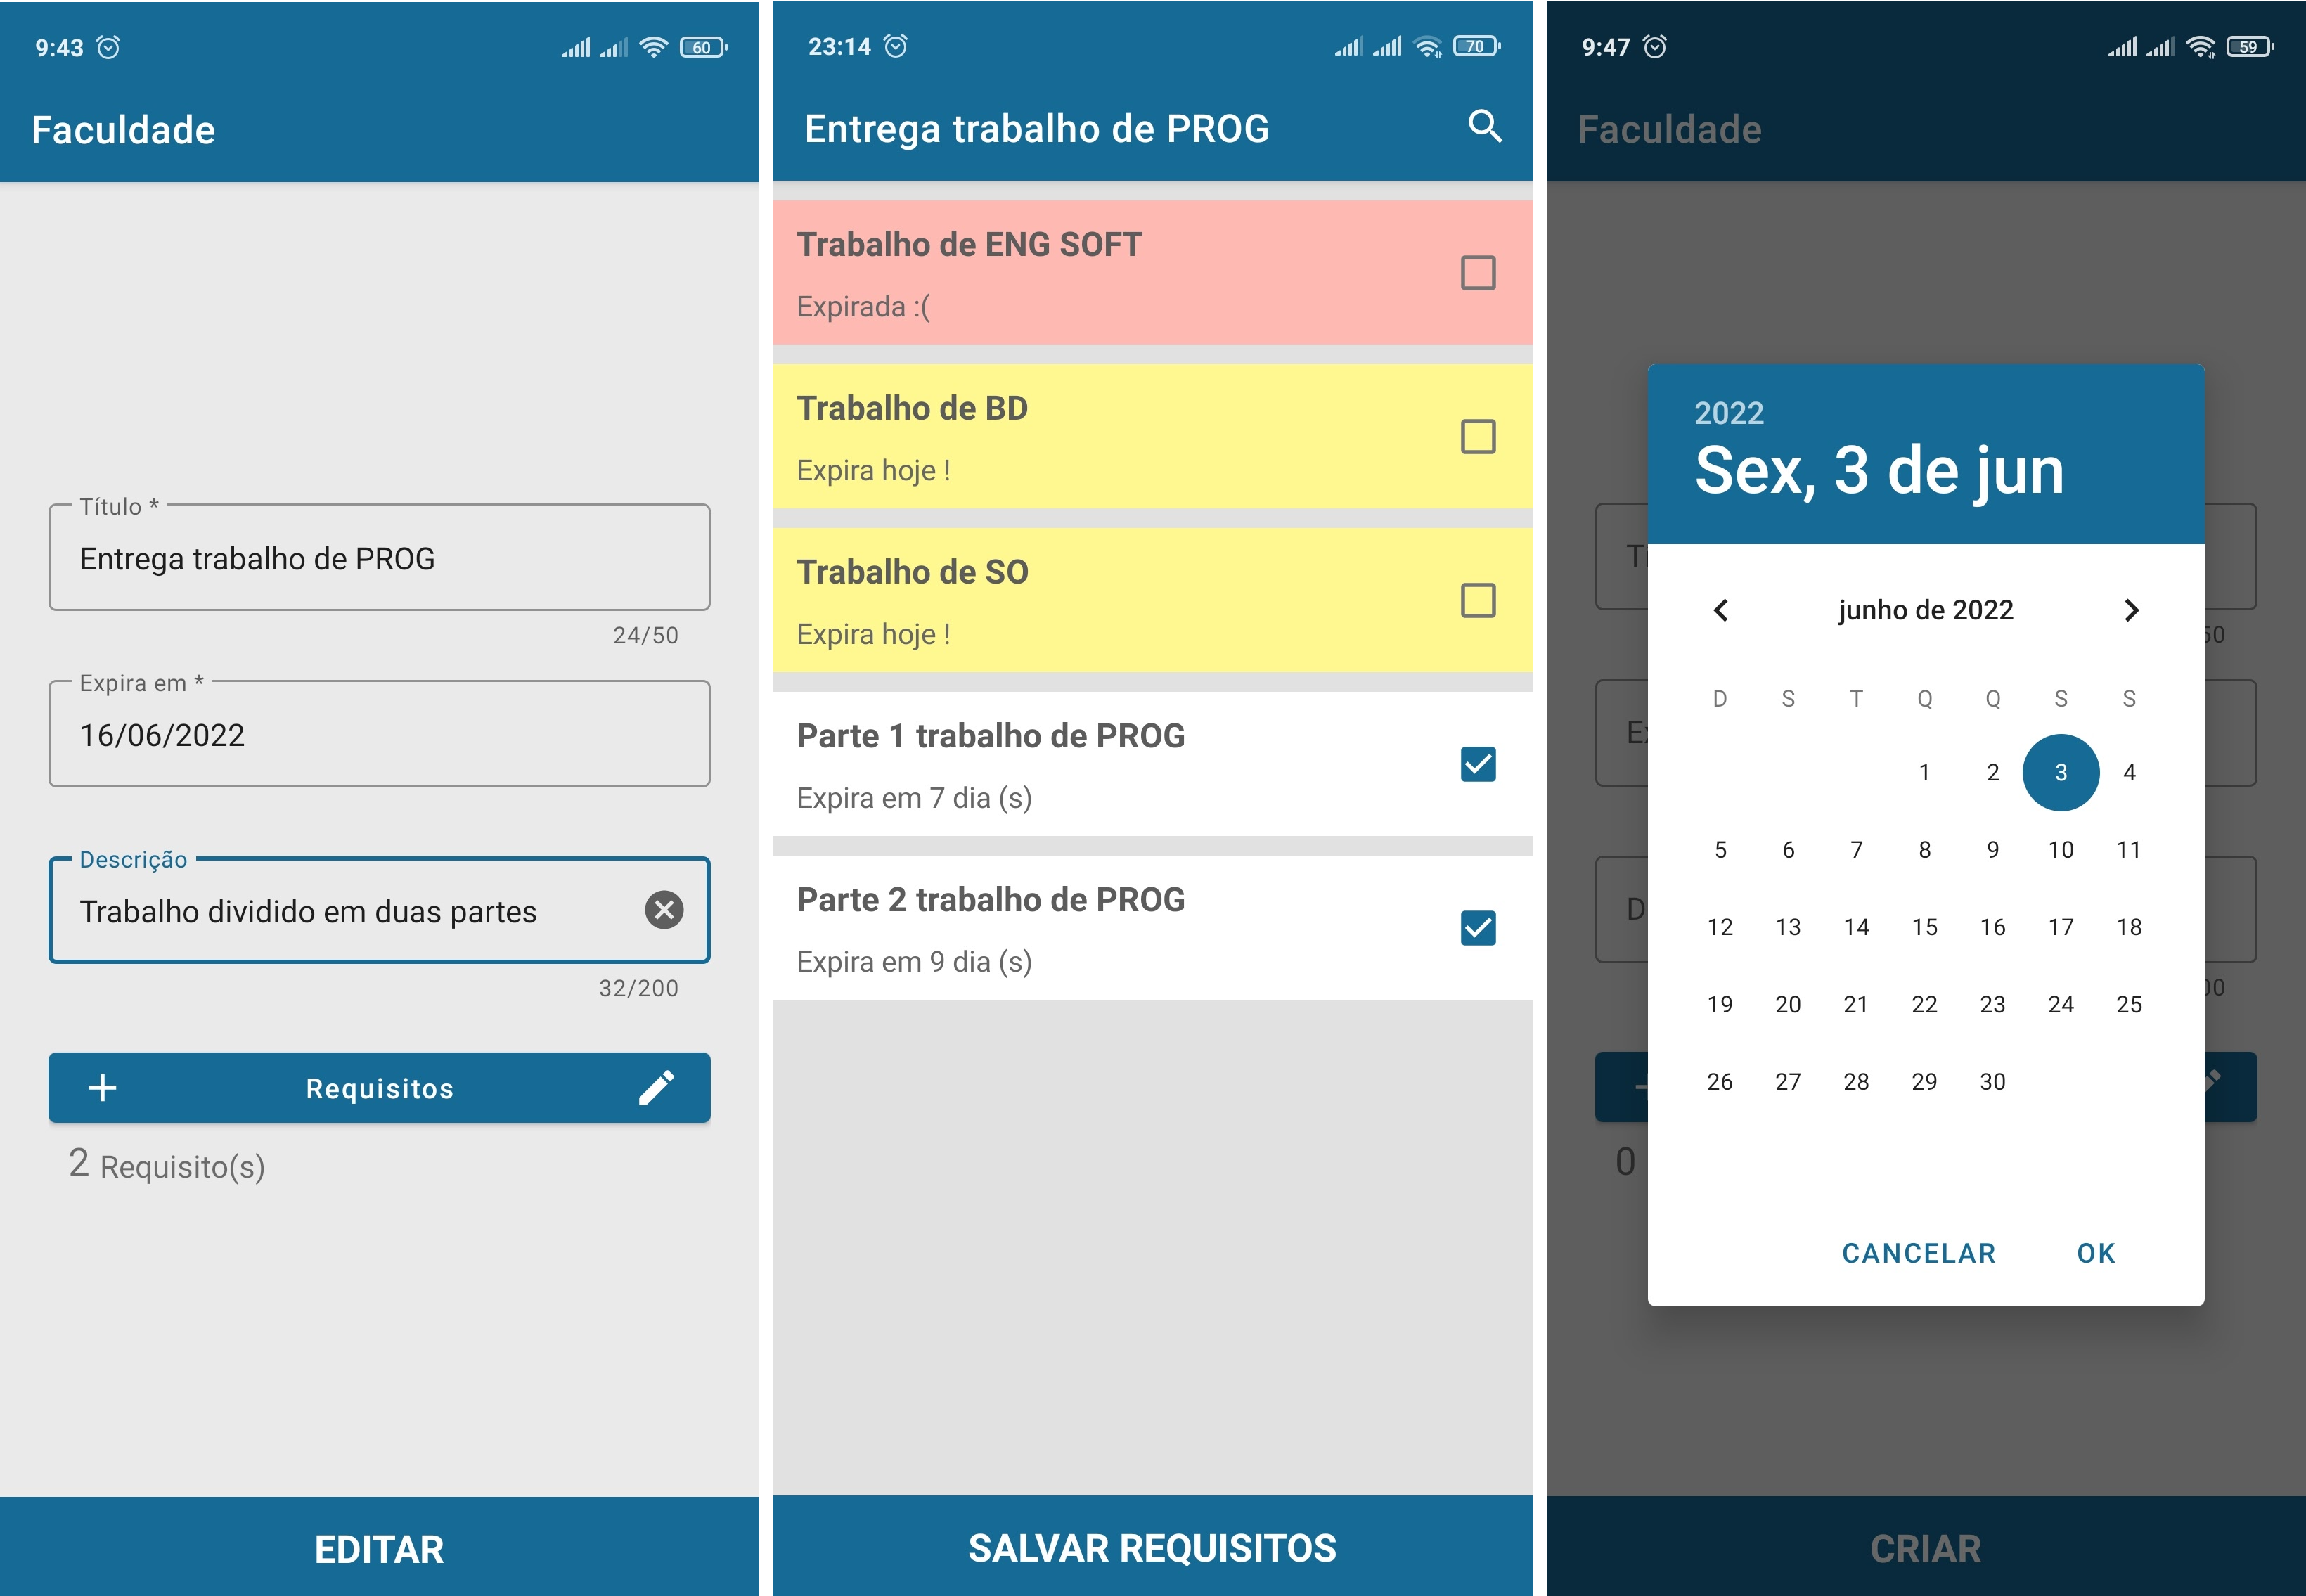 9:43
60
Faculdade
Título *
Entrega trabalho de PROG
24/50
Expira em *
16/06/2022
Descrição
Trabalho dividido em duas partes
32/200
Requisitos
2 Requisito(s)
EDITAR
23:14
70
Entrega trabalho de PROG
Trabalho de ENG SOFT
Expirada :(
Trabalho de BD
Expira hoje !
Trabalho de SO
Expira hoje !
Parte 1 trabalho de PROG
Expira em 7 dia (s)
Parte 2 trabalho de PROG
Expira em 9 dia (s)
SALVAR REQUISITOS
9:47
59
Faculdade
2022
Sex, 3 de jun
junho de 2022
D S T Q Q S S
1 2 3 4
5 6 7 8 9 10 11
12 13 14 15 16 17 18
19 20 21 22 23 24 25
26 27 28 29 30
0
CANCELAR OK
CRIAR